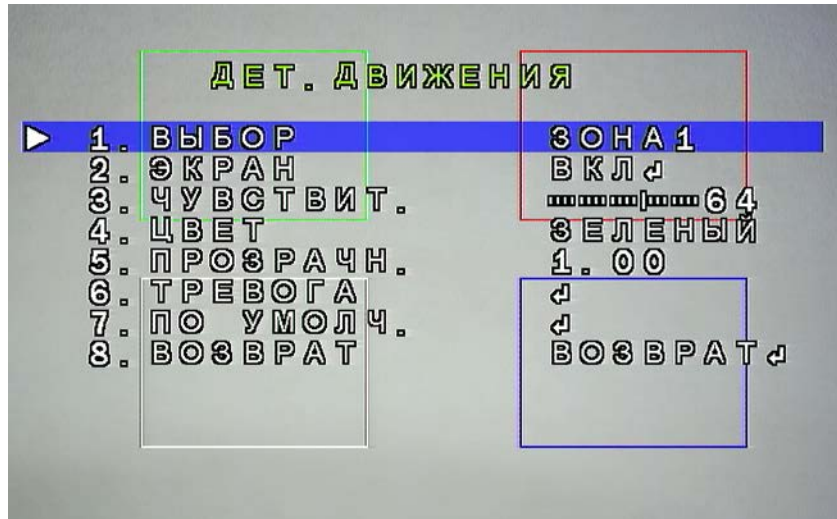 ДЕТ. ДВИЖЕНИЯ
1. ВЫБОР ЗОНА1
2. ЭКРАН ВКЛ↲
3. ЧУВСТВИТ. 64
4. ЦВЕТ ЗЕЛЕНЫЙ
5. ПРОЗРАЧН. 1.00
6. ТРЕВОГА ↲
7. ПО УМОЛЧ. ↲
8. ВОЗВРАТ ВОЗВРАТ↲